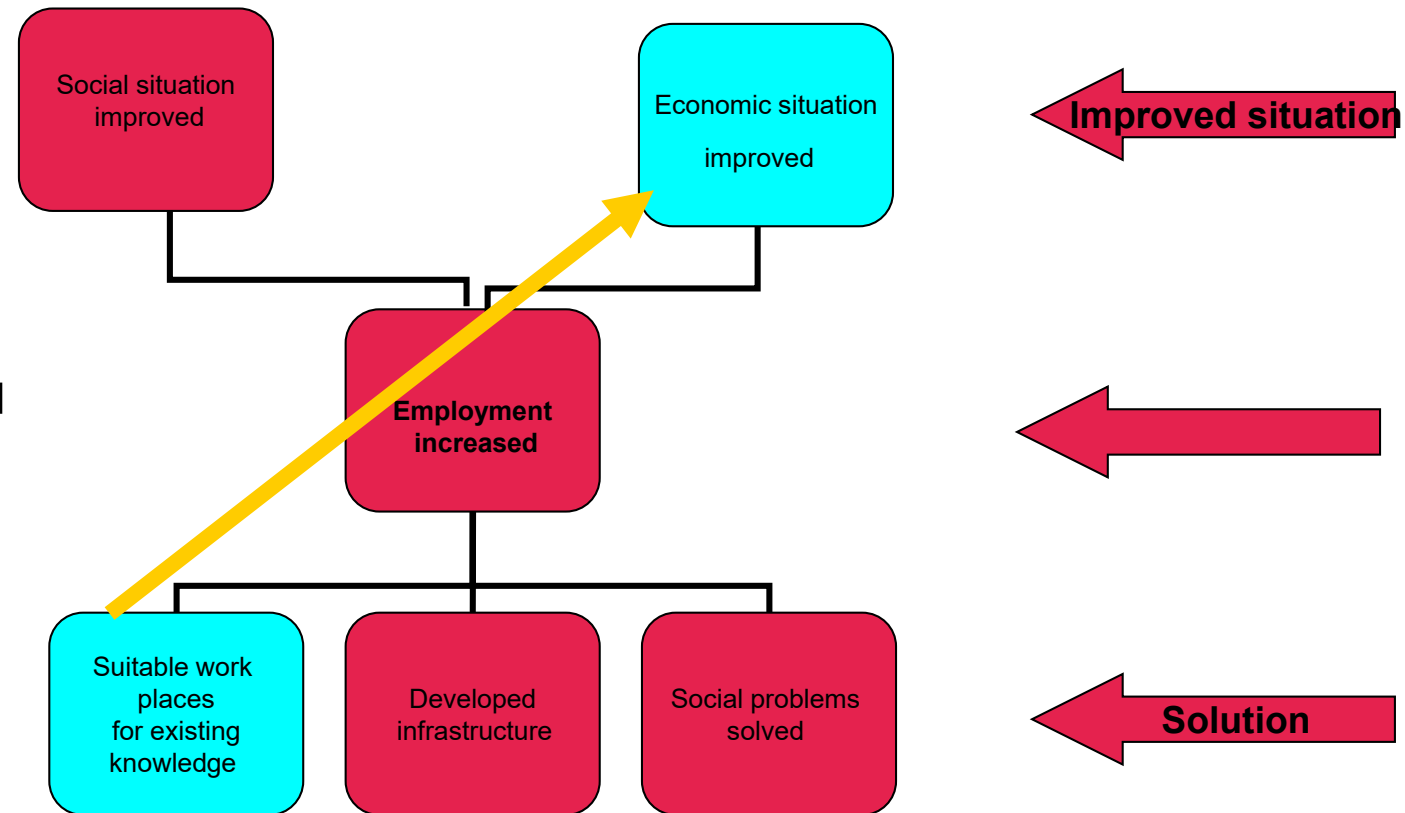 Social situation
improved
Economic situation
improved
Improved situation
Employment
increased
Suitable work
places
for existing
knowledge
Developed
infrastructure
Social problems
solved
Solution